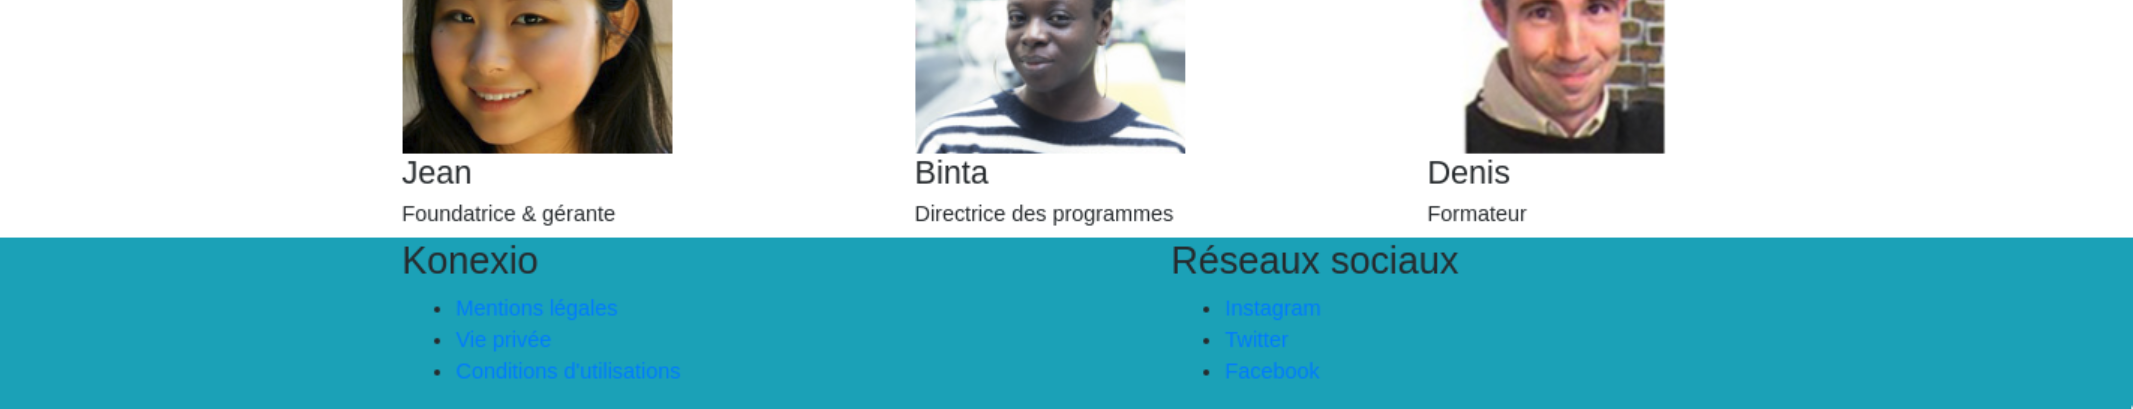 Jean
Foundatrice & gérante
Binta
Directrice des programmes
Denis
Formateur
Konexio
Mentions légales
Vie privée
Conditions d'utilisations
Réseaux sociaux
Instagram
Twitter
Facebook